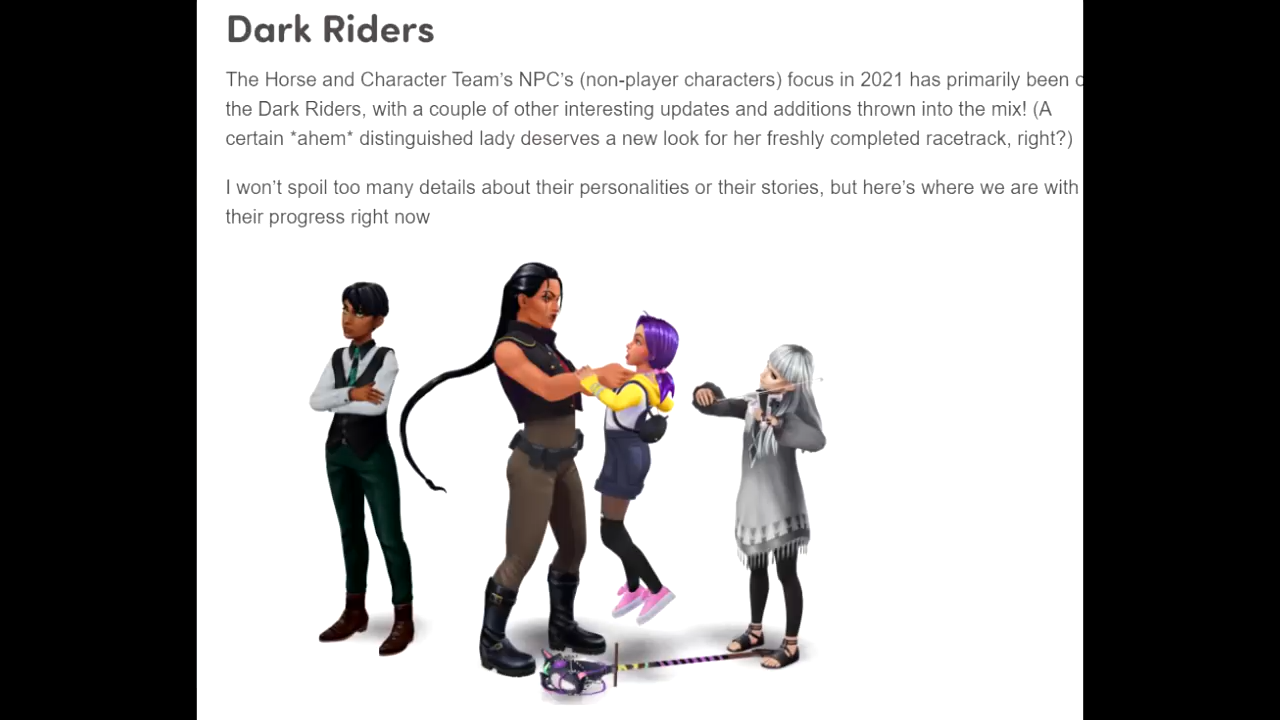 Dark Riders
The Horse and Character Team's NPC's (non-player characters) focus in 2021 has primarily been
the Dark Riders, with a couple of other interesting updates and additions thrown into the mix! (A
certain *ahem* distinguished lady deserves a new look for her freshly completed racetrack, right?)
I won't spoil too many details about their personalities or their stories, but here's where we are with
their progress right now